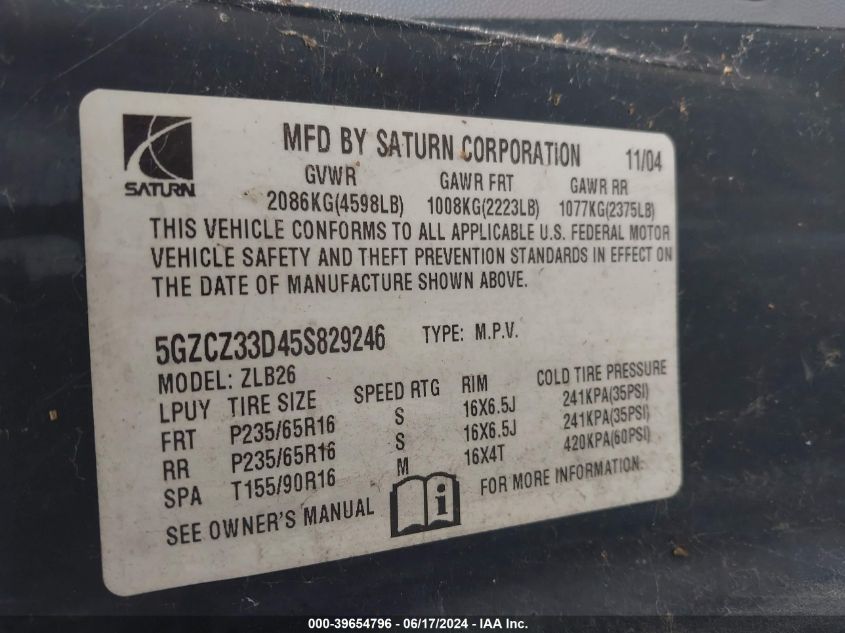 MFD BY SATURN CORPORATION 11/04
SATURN
GVWR GAWR FRT GAWR RR
2086KG(4598LB) 1008KG(2223LB) 1077KG(2375LB)
THIS VEHICLE CONFORMS TO ALL APPLICABLE U.S. FEDERAL MOTOR
VEHICLE SAFETY AND THEFT PREVENTION STANDARDS IN EFFECT ON
THE DATE OF MANUFACTURE SHOWN ABOVE.
5GZCZ33D45S829246 TYPE: M.P.V.
MODEL: ZLB26
LPUY TIRE SIZE SPEED RTG RIM COLD TIRE PRESSURE
FRT P235/65R16 S 16X6.5J 241KPA(35PSI)
RR P235/65R16 S 16X6.5J 241KPA(35PSI)
SPA T155/90R16 M 16X4T 420KPA(60PSI)
SEE OWNER'S MANUAL i FOR MORE INFORMATION.
000-39654796 - 06/17/2024 - IAA Inc.